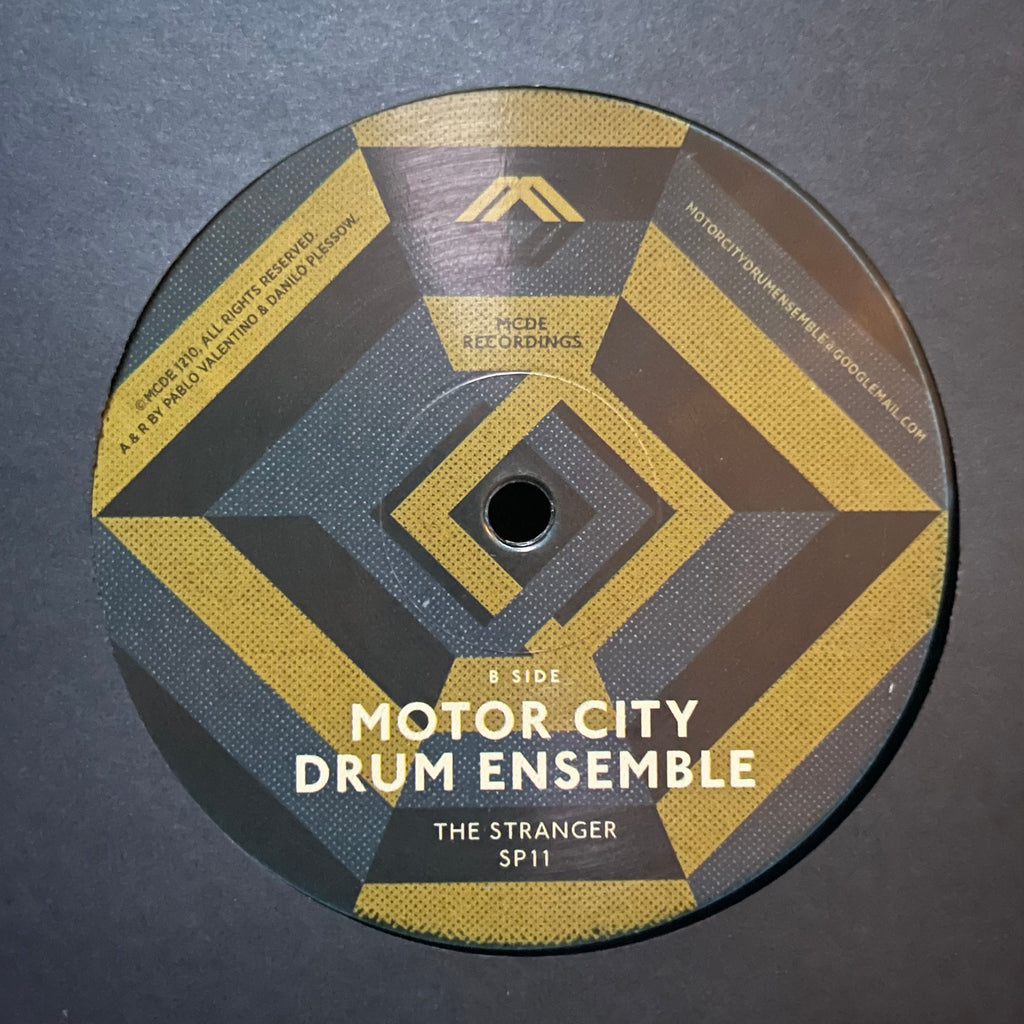 ©MCDE 1210. ALL RIGHTS RESERVED.
A & R BY PABLO VALENTINO & DANILO PLESSOW.
MCDE
RECORDINGS
MOTORCITYDRUMENSEMBLE@GOOGLEMAIL.COM
B SIDE
MOTOR CITY
DRUM ENSEMBLE
THE STRANGER
SP11